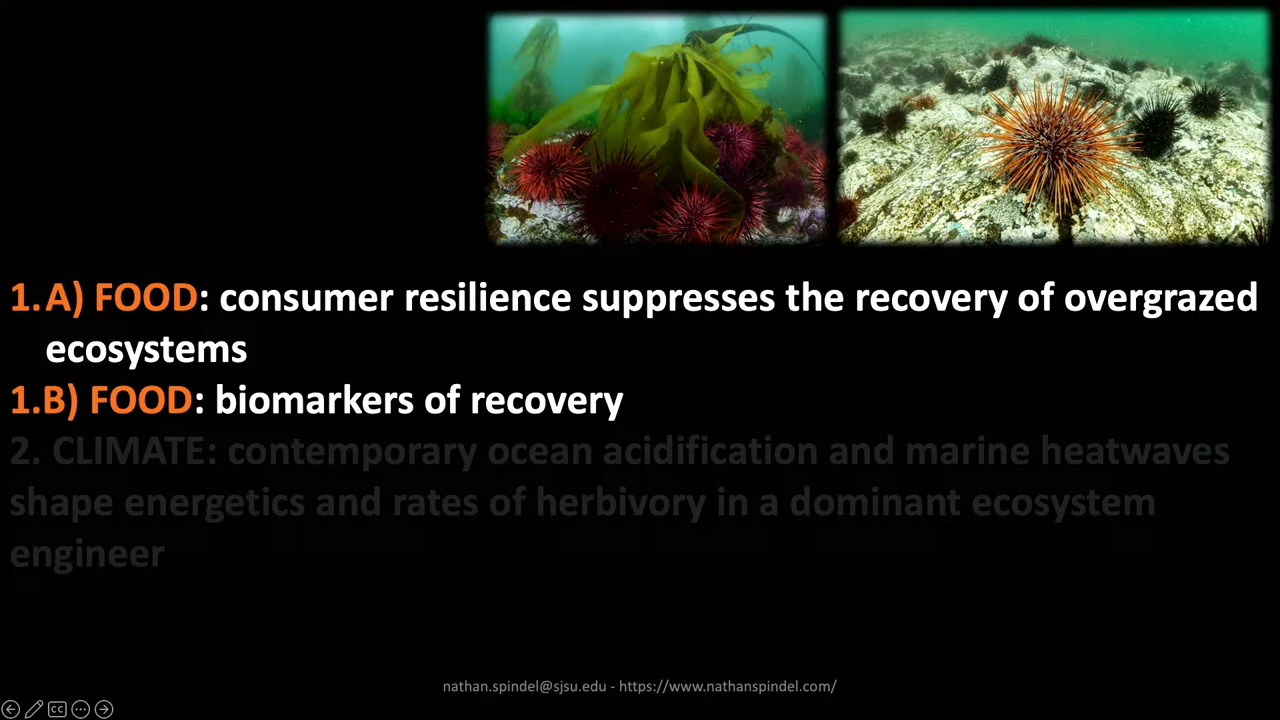 1. A) FOOD: consumer resilience suppresses the recovery of overgrazed
ecosystems
1.B) FOOD: biomarkers of recovery
2. CLIMATE: contemporary ocean acidification and marine heatwaves
shape energetics and rates of herbivory in a dominant ecosystem
engineer
nathan.spindel@sjsu.edu - https://www.nathanspindel.com/
CC